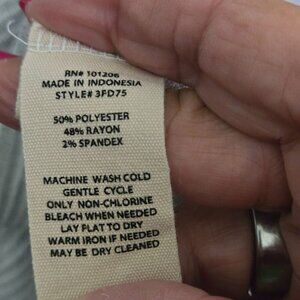 RN# 101206
MADE IN INDONESIA
STYLE# 3FD75
50% POLYESTER
48% RAYON
2% SPANDEX
MACHINE WASH COLD
GENTLE CYCLE
ONLY NON-CHLORINE
BLEACH WHEN NEEDED
LAY FLAT TO DRY
WARM IRON IF NEEDED
MAY BE DRY CLEANED